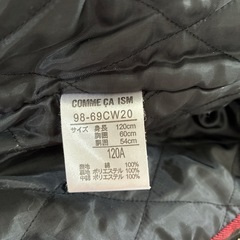 COMME ÇA ISM
98-69CW20
サイズ 身長 120cm
胸囲 60cm
胴囲 54cm
120A
表地 綿 100%
裏地 ポリエステル 100%
中綿 ポリエステル 100%